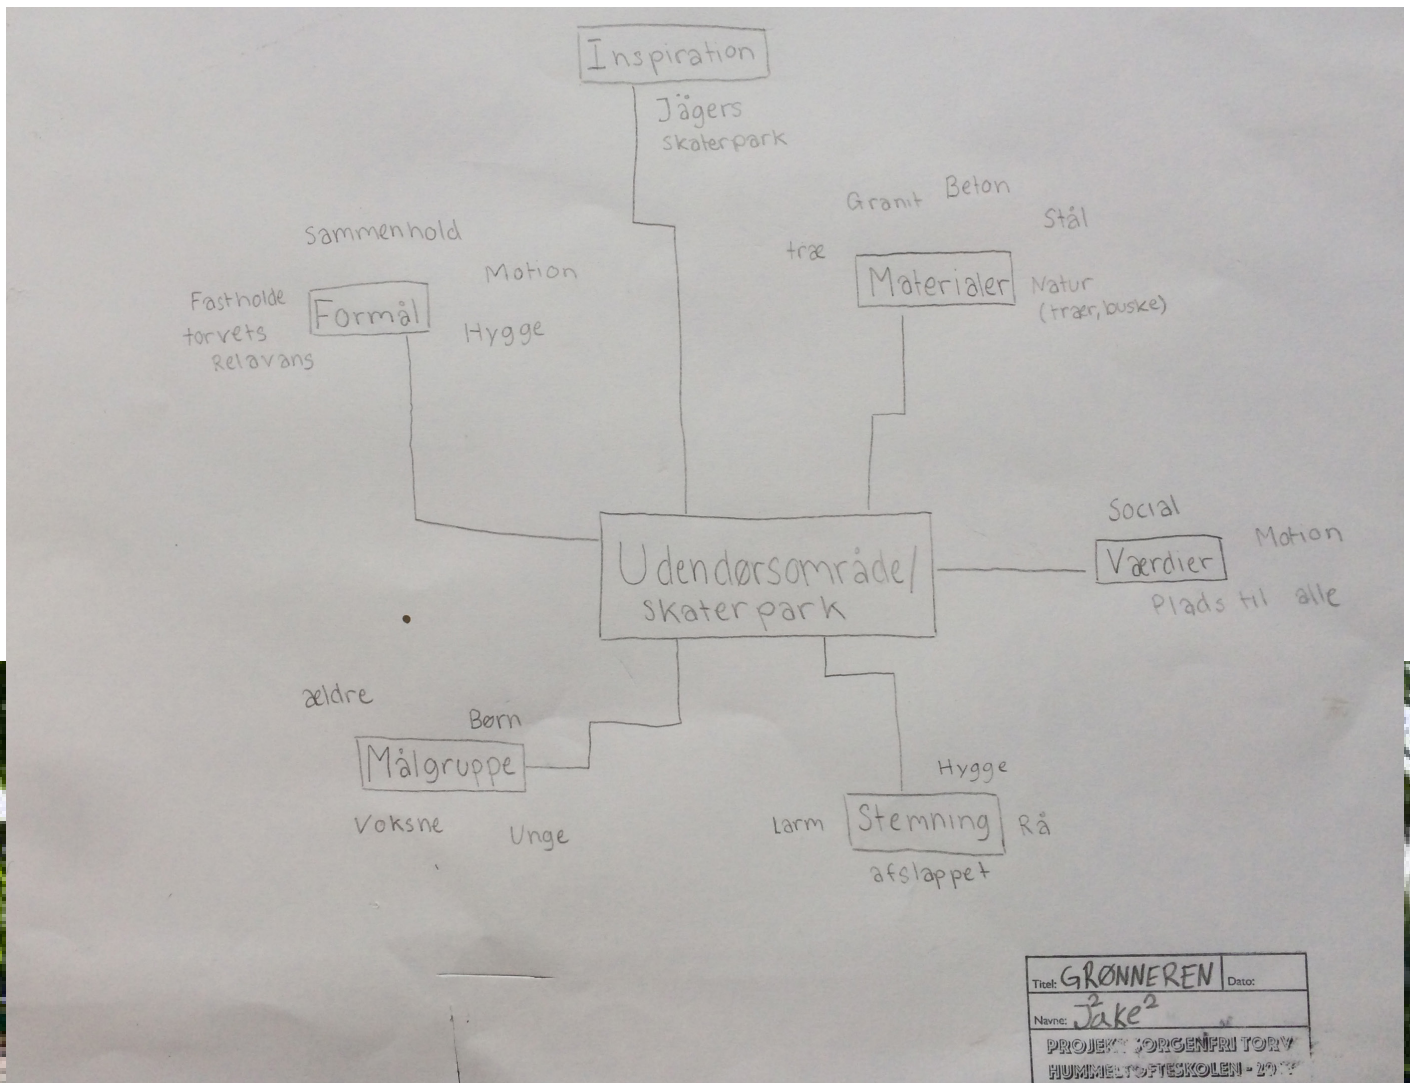 Inspiration
Jägers
skaterpark
Granit
Beton
Stål
træ
Materialer
Natur
(træer, buske)
Sammenhold
Motion
Fastholde
torvets
Relavans
Formål
Hygge
Udendørsområde/
skaterpark
Social
Værdier
Motion
Plads til alle
ældre
Børn
Målgruppe
Voksne
Unge
Hygge
Larm
Stemning
Rå
afslappet
Titel: GRØNNEREN
Dato:
Navne: J²ake²
PROJEKT SORGENFRI TORV
HUMMELTOFTESKOLEN -